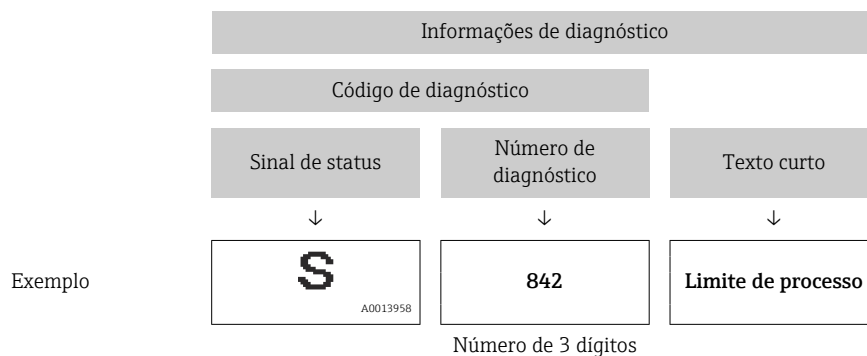 Informações de diagnóstico
Código de diagnóstico
Sinal de status
Número de
diagnóstico
Texto curto
↓ ↓ ↓
Exemplo
S
A0013958
842
Limite de processo
Número de 3 dígitos